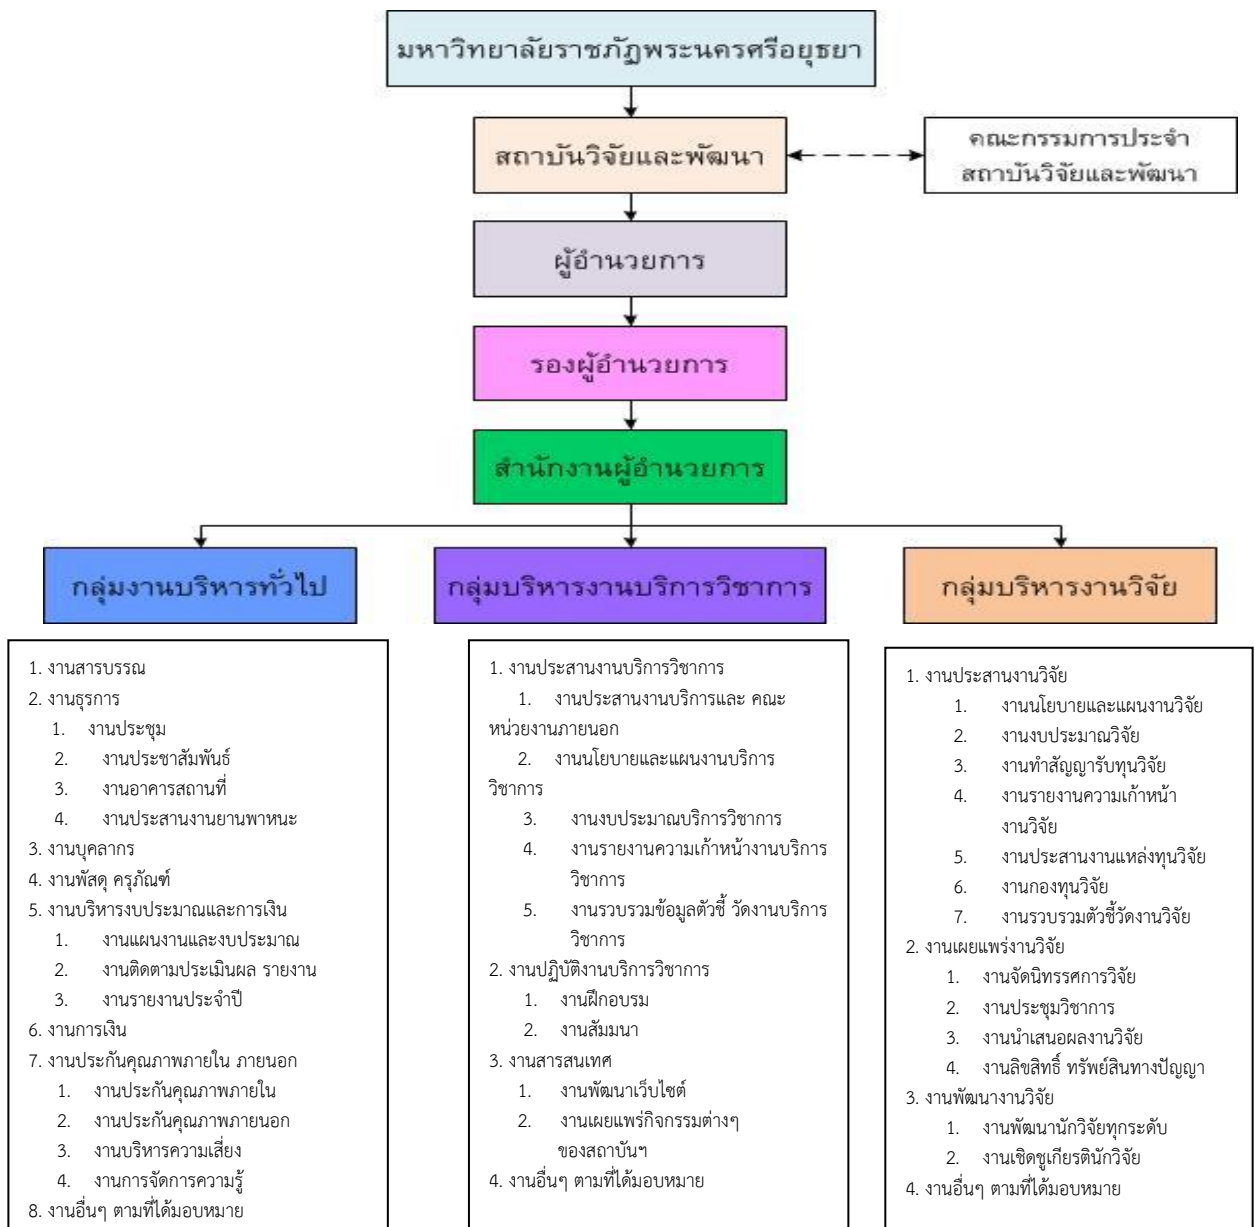 มหาวิทยาลัยราชภัฏพระนครศรีอยุธยา
สถาบันวิจัยและพัฒนา
คณะกรรมการประจำ
สถาบันวิจัยและพัฒนา
ผู้อำนวยการ
รองผู้อำนวยการ
สำนักงานผู้อำนวยการ
กลุ่มงานบริหารทั่วไป
1. งานสารบรรณ
2. งานธุรการ
1. งานประชุม
2. งานประชาสัมพันธ์
3. งานอาคารสถานที่
4. งานประสานงานยานพาหนะ
3. งานบุคลากร
4. งานพัสดุ ครุภัณฑ์
5. งานบริหารงบประมาณและการเงิน
1. งานแผนงานและงบประมาณ
2. งานติดตามประเมินผล รายงาน
3. งานรายงานประจำปี
6. งานการเงิน
7. งานประกันคุณภาพภายใน ภายนอก
1. งานประกันคุณภาพภายใน
2. งานประกันคุณภาพภายนอก
3. งานบริหารความเสี่ยง
4. งานการจัดการความรู้
8. งานอื่นๆ ตามที่ได้มอบหมาย
กลุ่มบริหารงานบริการวิชาการ
1. งานประสานงานบริการวิชาการ
1. งานประสานงานบริการและ คณะ
หน่วยงานภายนอก
2. งานนโยบายและแผนงานบริการ
วิชาการ
3. งานงบประมาณบริการวิชาการ
4. งานรายงานความเก้าหน้างานบริการ
วิชาการ
5. งานรวบรวมข้อมูลตัวชี้ วัดงานบริการ
วิชาการ
2. งานปฏิบัติงานบริการวิชาการ
1. งานฝึกอบรม
2. งานสัมมนา
3. งานสารสนเทศ
1. งานพัฒนาเว็บไซต์
2. งานเผยแพร่กิจกรรมต่างๆ
ของสถาบันฯ
4. งานอื่นๆ ตามที่ได้มอบหมาย
กลุ่มบริหารงานวิจัย
1. งานประสานงานวิจัย
1. งานนโยบายและแผนงานวิจัย
2. งานงบประมาณวิจัย
3. งานทำสัญญารับทุนวิจัย
4. งานรายงานความเก้าหน้า
งานวิจัย
5. งานประสานงานแหล่งทุนวิจัย
6. งานกองทุนวิจัย
7. งานรวบรวมตัวชี้วัดงานวิจัย
2. งานเผยแพร่งานวิจัย
1. งานจัดนิทรรศการวิจัย
2. งานประชุมวิชาการ
3. งานนำเสนอผลงานวิจัย
4. งานลิขสิทธิ์ ทรัพย์สินทางปัญญา
3. งานพัฒนางานวิจัย
1. งานพัฒนานักวิจัยทุกระดับ
2. งานเชิดชูเกียรตินักวิจัย
4. งานอื่นๆ ตามที่ได้มอบหมาย